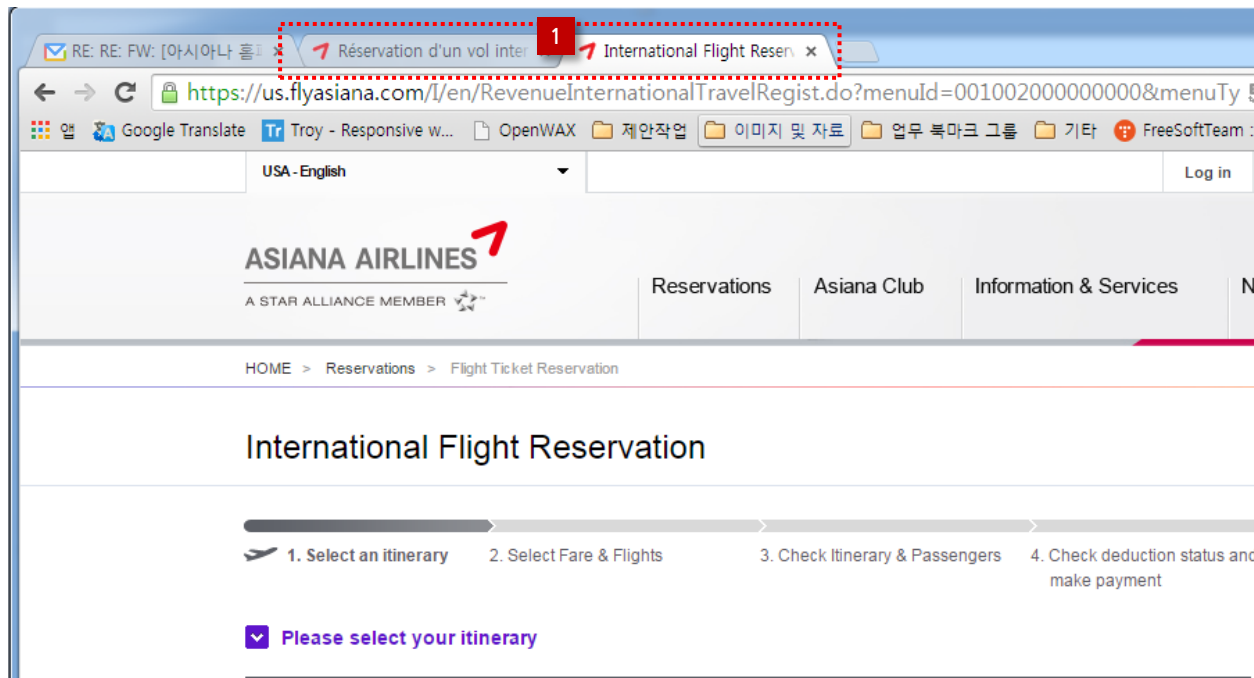 RE: RE: FW: [아시아나 홈
Réservation d'un vol inter
1
International Flight Reserv
https://us.flyasiana.com/I/en/RevenueInternationalTravelRegist.do?menuId=001002000000000&menuTy
앱 Google Translate Tr Troy - Responsive w... OpenWAX 제안작업 이미지 및 자료 업무 북마크 그룹 기타 FreeSoftTeam :
USA - English
Log in
ASIANA AIRLINES
A STAR ALLIANCE MEMBER
Reservations Asiana Club Information & Services N
HOME > Reservations > Flight Ticket Reservation
International Flight Reservation
1. Select an itinerary 2. Select Fare & Flights 3. Check Itinerary & Passengers 4. Check deduction status and
make payment
Please select your itinerary